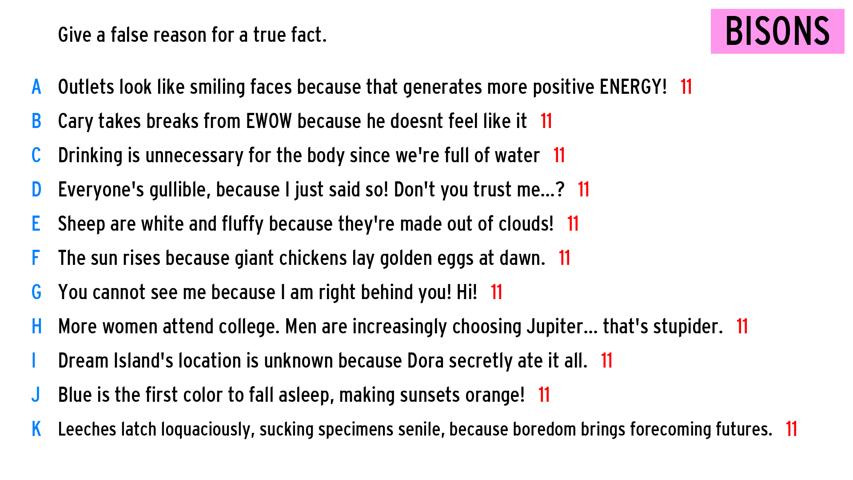 Give a false reason for a true fact.
BISONS
A Outlets look like smiling faces because that generates more positive ENERGY! 11
B Cary takes breaks from EWOW because he doesnt feel like it 11
C Drinking is unnecessary for the body since we're full of water 11
D Everyone's gullible, because I just said so! Don't you trust me...? 11
E Sheep are white and fluffy because they're made out of clouds! 11
F The sun rises because giant chickens lay golden eggs at dawn. 11
G You cannot see me because I am right behind you! Hi! 11
H More women attend college. Men are increasingly choosing Jupiter... that's stupider. 11
I Dream Island's location is unknown because Dora secretly ate it all. 11
J Blue is the first color to fall asleep, making sunsets orange! 11
K Leeches latch loquaciously, sucking specimens senile, because boredom brings forecoming futures. 11